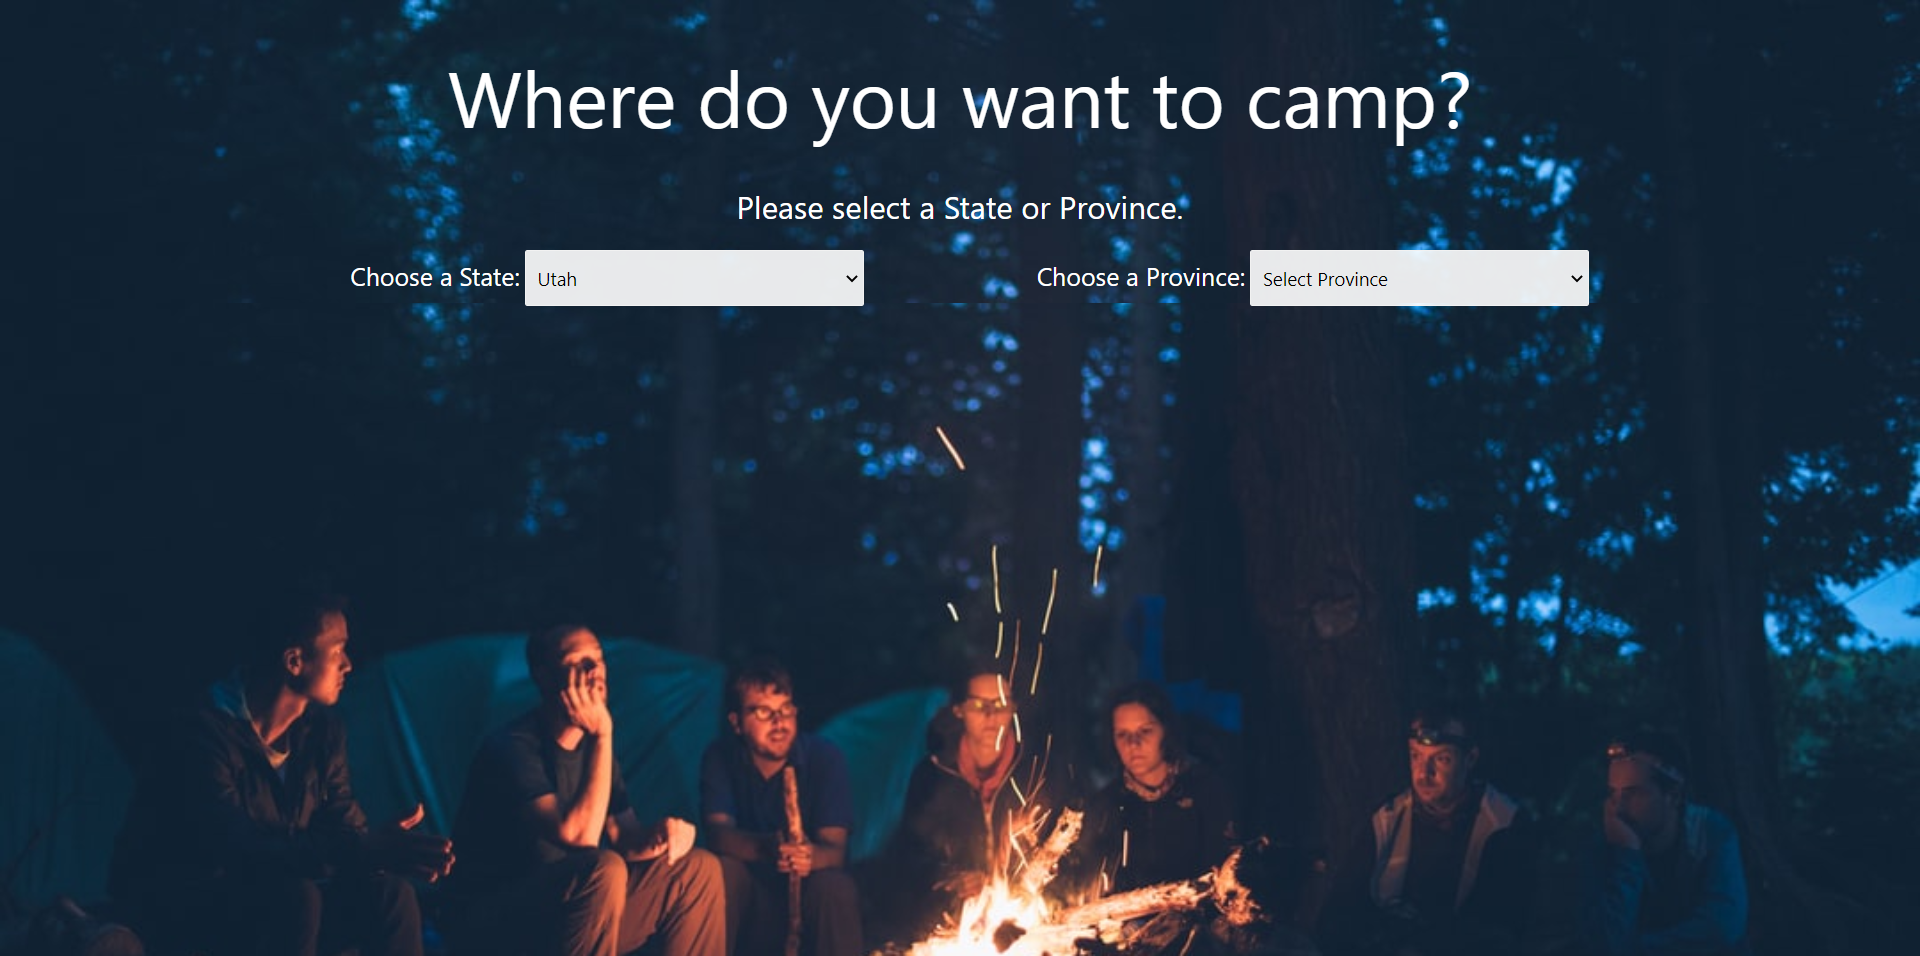 Where do you want to camp?
Please select a State or Province.
Choose a State: Utah
Choose a Province: Select Province